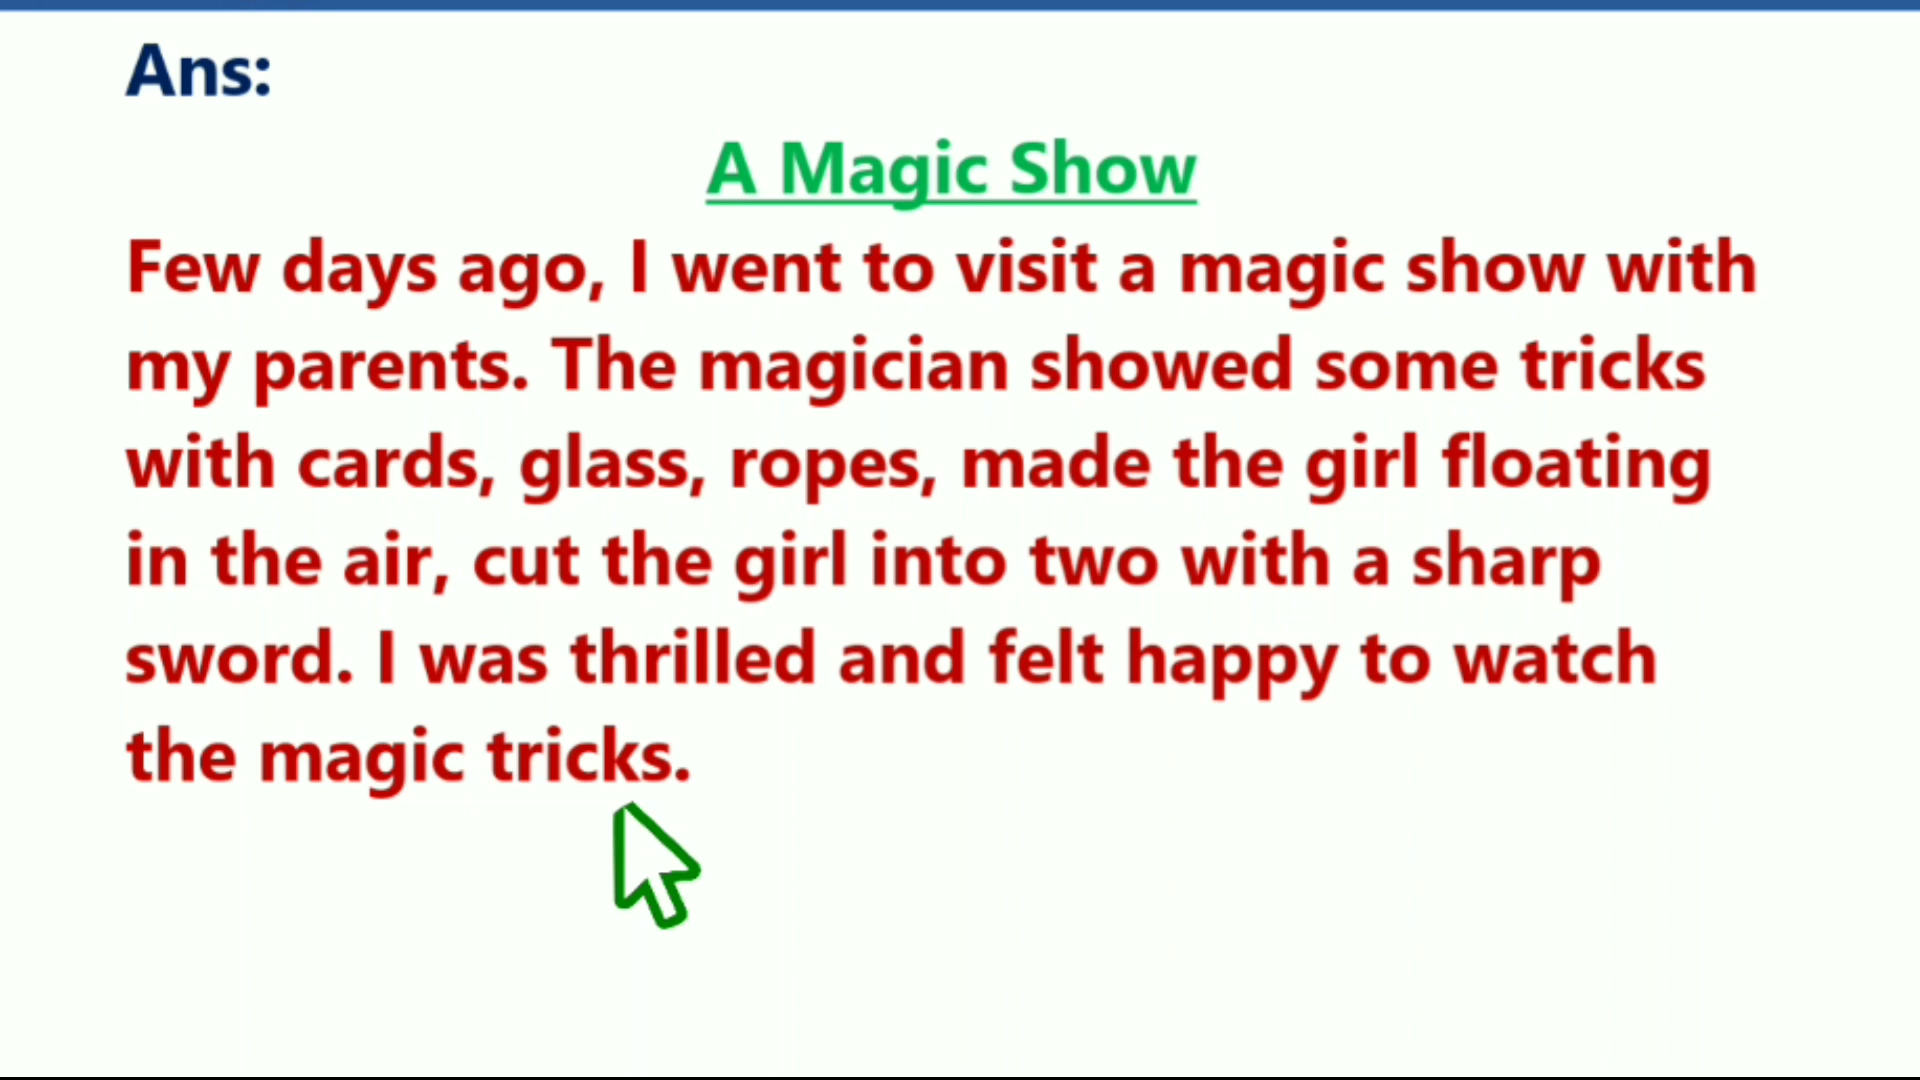 Ans:
A Magic Show
Few days ago, I went to visit a magic show with
my parents. The magician showed some tricks
with cards, glass, ropes, made the girl floating
in the air, cut the girl into two with a sharp
sword. I was thrilled and felt happy to watch
the magic tricks.